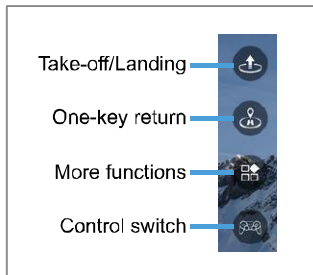 Take-off/Landing
One-key return
More functions
Control switch